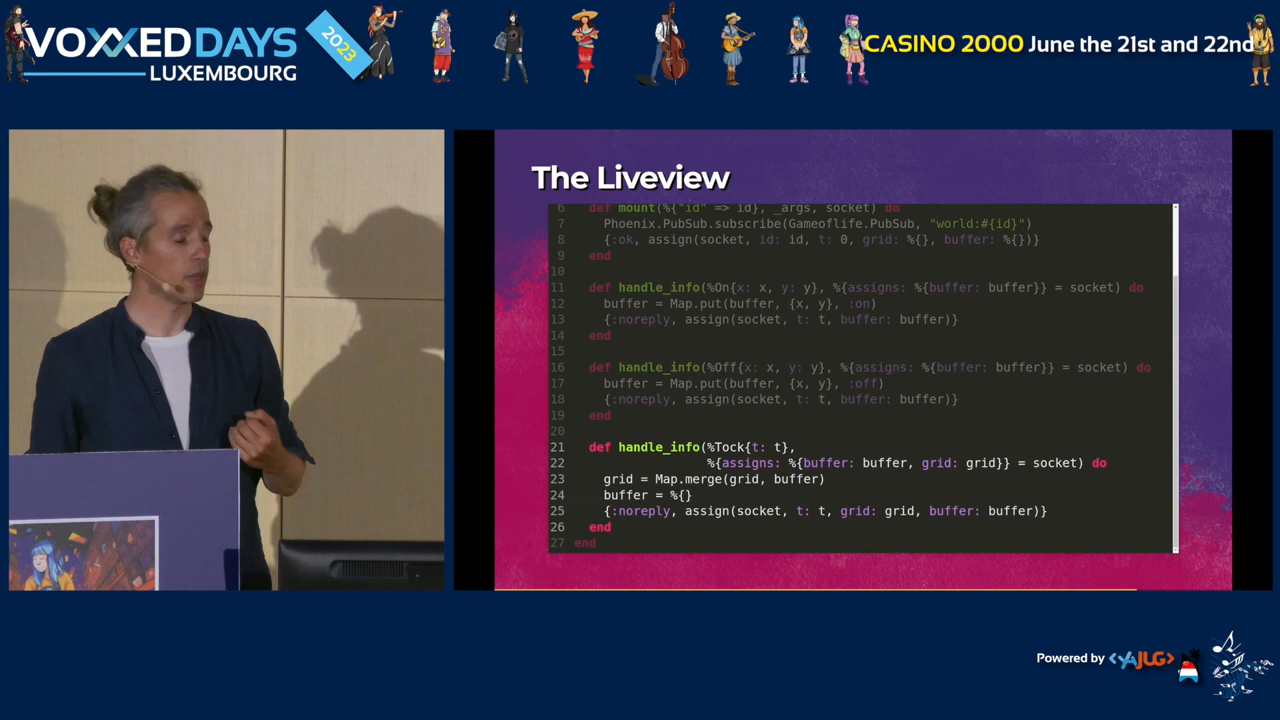 VOXXED DAYS
LUXEMBOURG
2023
CASINO 2000 June the 21st and 22nd
The Liveview
6 def mount(%{"id" => id}, _args, socket) do
7 Phoenix.PubSub.subscribe(Gameoflife.PubSub, "world:#{id}")
8 {:ok, assign(socket, id: id, t: 0, grid: %{}, buffer: %{})}
9 end
10
11 def handle_info(%On{x: x, y: y}, %{assigns: %{buffer: buffer}} = socket) do
12 buffer = Map.put(buffer, {x, y}, :on)
13 {:noreply, assign(socket, t: t, buffer: buffer)}
14 end
15
16 def handle_info(%Off{x: x, y: y}, %{assigns: %{buffer: buffer}} = socket) do
17 buffer = Map.put(buffer, {x, y}, :off)
18 {:noreply, assign(socket, t: t, buffer: buffer)}
19 end
20
21 def handle_info(%Tock{t: t},
22 %{assigns: %{buffer: buffer, grid: grid}} = socket) do
23 grid = Map.merge(grid, buffer)
24 buffer = %{}
25 {:noreply, assign(socket, t: t, grid: grid, buffer: buffer)}
26 end
27 end
Powered by <YAJUG>